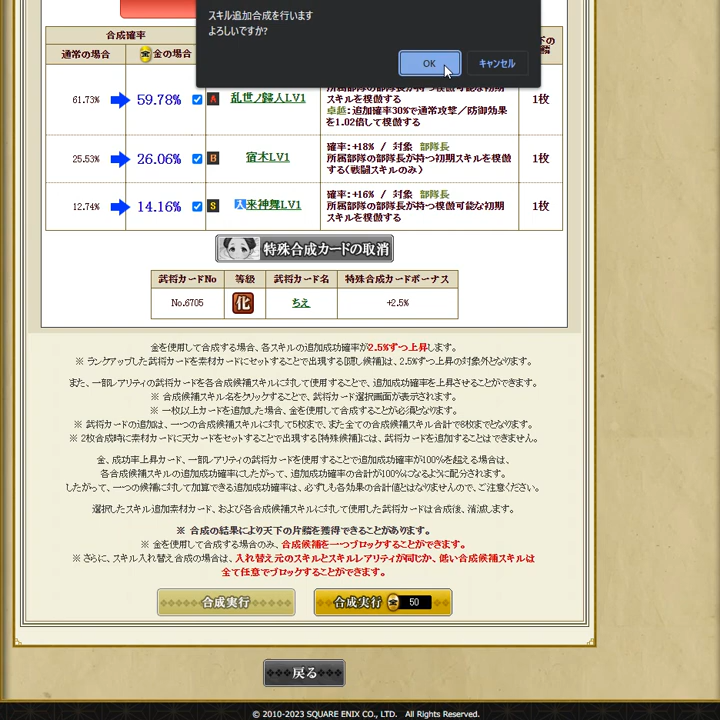 スキル追加合成を行います
よろしいですか?
OK キャンセル
合成確率
通常の場合 金の場合
61.73% 59.78% A 乱世ノ歸人LV1
スキルを模倣する
卓越:追加確率30%で通常攻撃/防御効果
を1.02倍して模倣する
1枚
25.53% 26.06% B 宿木LV1
確率:+18% / 対象 部隊長
所属部隊の部隊長が持つ初期スキルを模倣
する(戦闘スキルのみ)
1枚
12.74% 14.16% S 入来神舞LV1
確率:+16% / 対象 部隊長
所属部隊の部隊長が持つ模倣可能な初期
スキルを模倣する
1枚
特殊合成カードの取消
武将カードNo 等級 武将カード名 特殊合成カードボーナス
No.6705 化 ちえ +2.5%
金を使用して合成する場合、各スキルの追加成功確率が2.5%ずつ上昇します。
※ ランクアップした武将カードを素材カードにセットすることで出現する[隠し候補]は、2.5%ずつ上昇の対象外となります。
また、一部レアリティの武将カードを各合成候補スキルに対して使用することで、追加成功確率を上昇させることができます。
※ 合成候補スキル名をクリックすることで、武将カード選択画面が表示されます。
※ 一枚以上カードを追加した場合、金を使用して合成することが必須となります。
※ 武将カードの追加は、一つの合成候補スキルに対して5枚まで、また全ての合成候補スキル合計で8枚までとなります。
※ 2枚合成時に素材カードに天カードをセットすることで出現する[特殊候補]には、武将カードを追加することはできません。
金、成功率上昇カード、一部レアリティの武将カードを使用することで追加成功確率が100%を超える場合は、
各合成候補スキルの追加成功確率にしたがって、追加成功確率の合計が100%になるように配分されます。
したがって、一つの候補に対して加算できる追加成功確率は、必ずしも各効果の合計値とはなりませんので、ご注意ください。
選択したスキル追加素材カード、および各合成候補スキルに対して使用した武将カードは合成後、消滅します。
※ 合成の結果により天下の片鱗を獲得できることがあります。
※ 金を使用して合成する場合のみ、合成候補を一つブロックすることができます。
※ さらに、スキル入れ替え合成の場合は、入れ替え元のスキルとスキルレアリティが同じか、低い合成候補スキルは
全て任意でブロックすることができます。
合成実行 合成実行 金 50
戻る
© 2010-2023 SQUARE ENIX CO., LTD. All Rights Reserved.